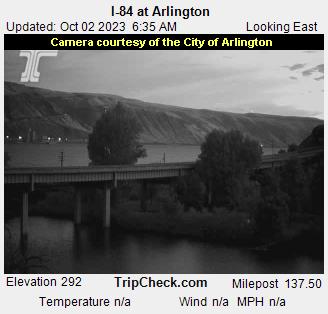 I-84 at Arlington
Updated: Oct 02 2023 6:35 AM Looking East
Camera courtesy of the City of Arlington
Elevation 292 TripCheck.com Milepost 137.50
Temperature n/a Wind n/a MPH n/a